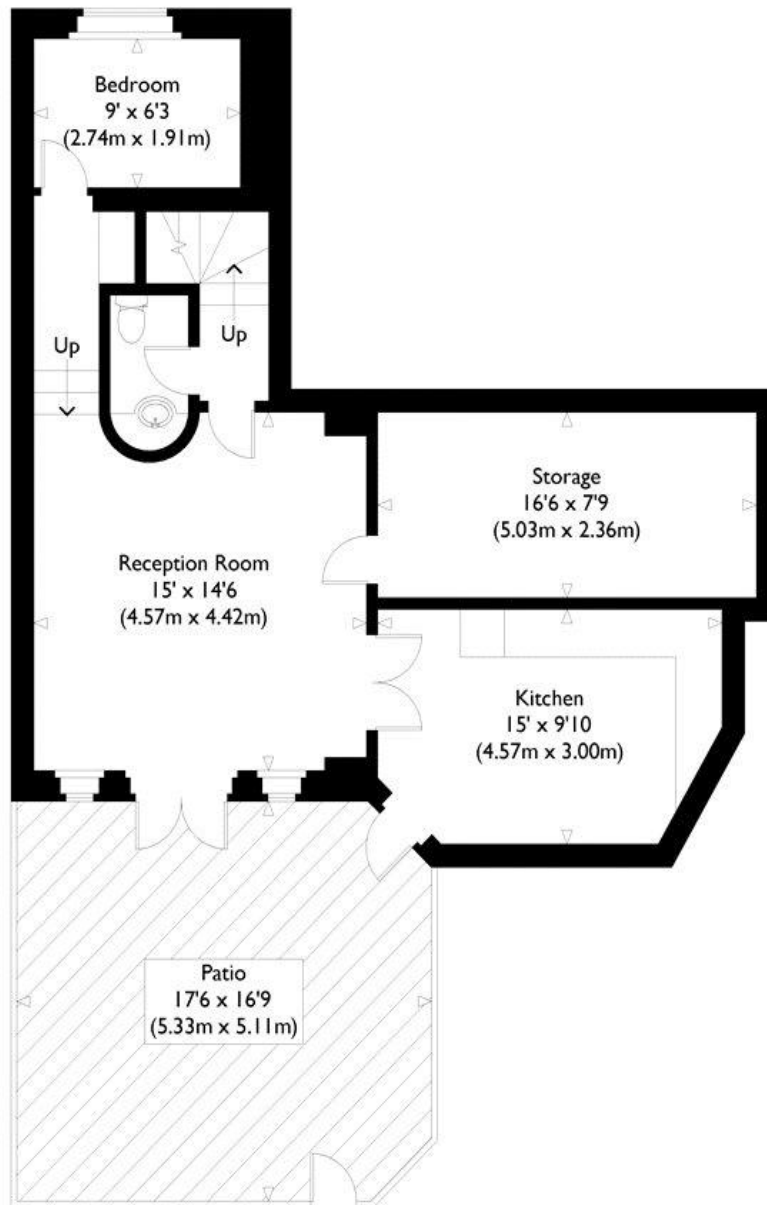 Bedroom
9' x 6'3
(2.74m x 1.91m)
Up
Up
Storage
16'6 x 7'9
(5.03m x 2.36m)
Reception Room
15' x 14'6
(4.57m x 4.42m)
Kitchen
15' x 9'10
(4.57m x 3.00m)
Patio
17'6 x 16'9
(5.33m x 5.11m)